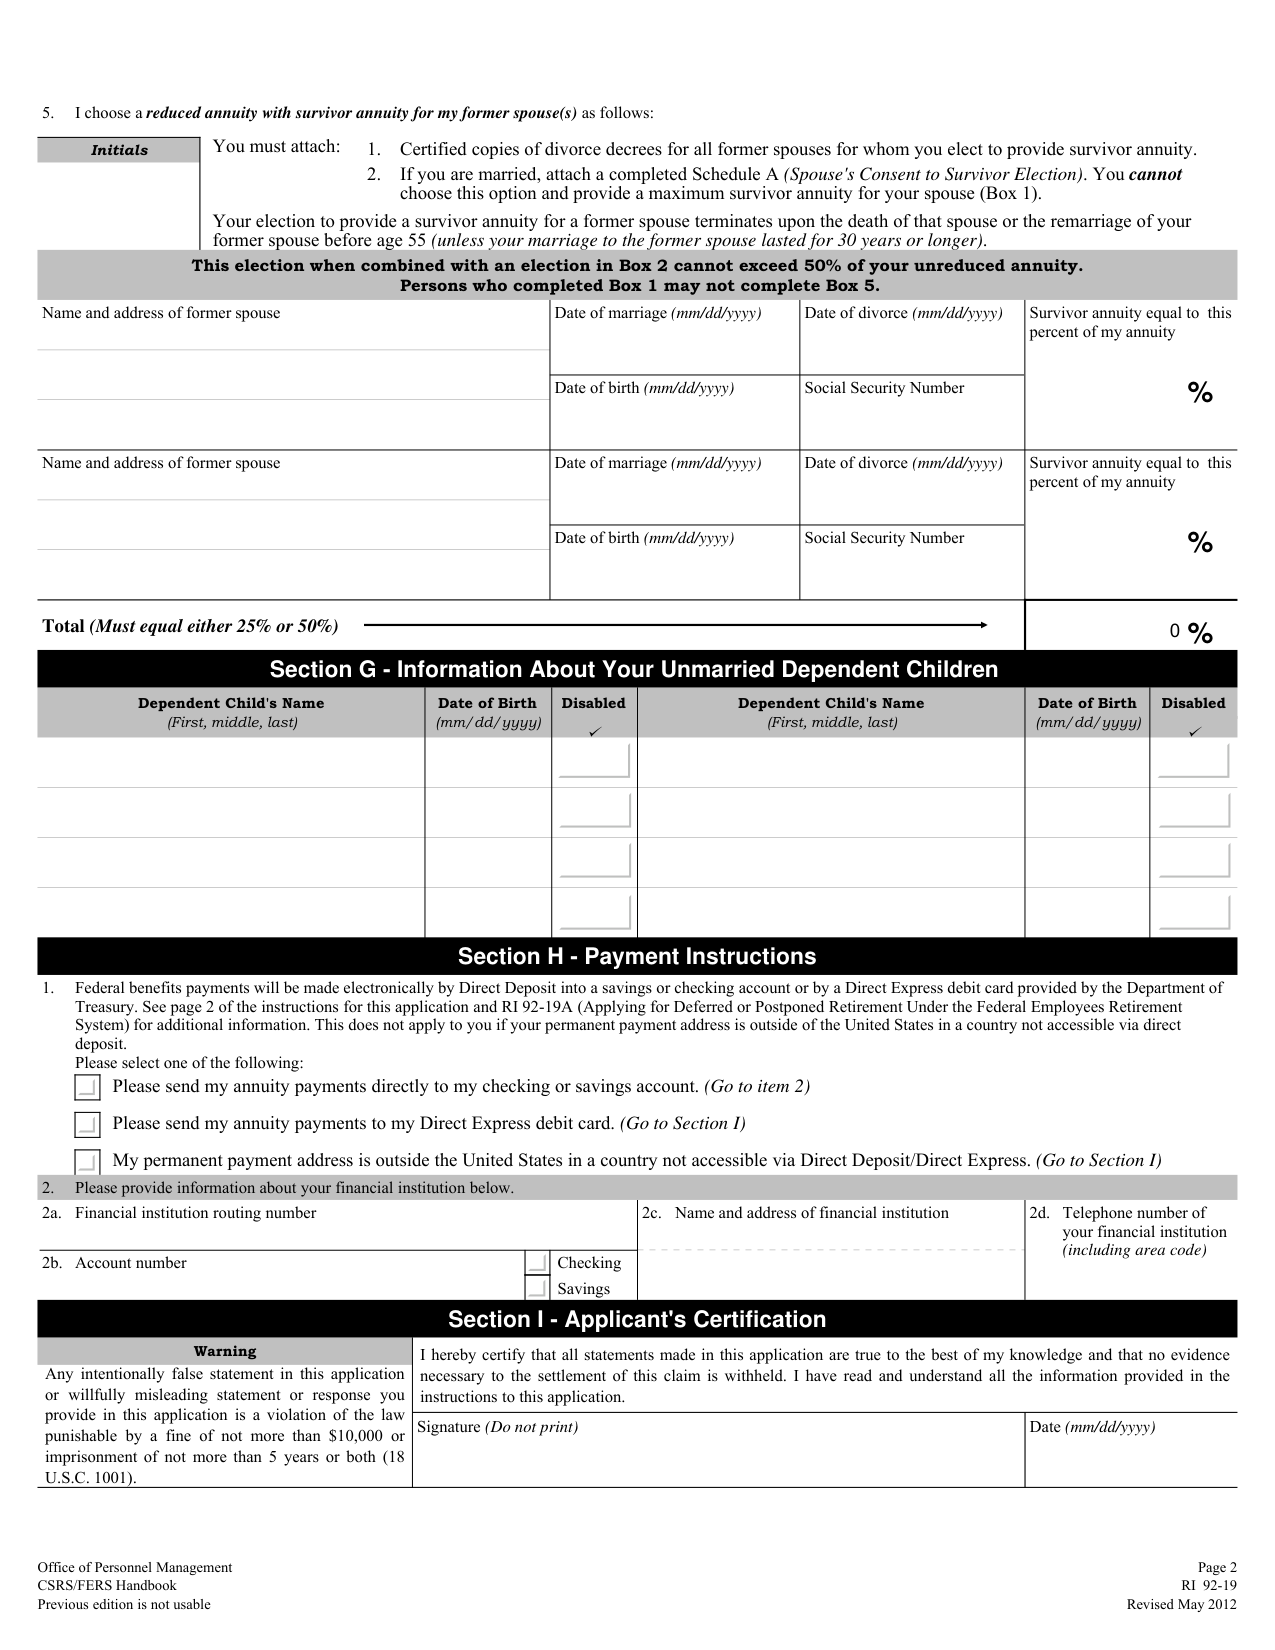 5. I choose a reduced annuity with survivor annuity for my former spouse(s) as follows:
Initials
You must attach: 1. Certified copies of divorce decrees for all former spouses for whom you elect to provide survivor annuity.
2. If you are married, attach a completed Schedule A (Spouse's Consent to Survivor Election). You cannot
choose this option and provide a maximum survivor annuity for your spouse (Box 1).
Your election to provide a survivor annuity for a former spouse terminates upon the death of that spouse or the remarriage of your
former spouse before age 55 (unless your marriage to the former spouse lasted for 30 years or longer).
This election when combined with an election in Box 2 cannot exceed 50% of your unreduced annuity.
Persons who completed Box 1 may not complete Box 5.
Name and address of former spouse
Date of marriage (mm/dd/yyyy)
Date of divorce (mm/dd/yyyy)
Survivor annuity equal to this
percent of my annuity
Date of birth (mm/dd/yyyy)
Social Security Number
%
Name and address of former spouse
Date of marriage (mm/dd/yyyy)
Date of divorce (mm/dd/yyyy)
Survivor annuity equal to this
percent of my annuity
Date of birth (mm/dd/yyyy)
Social Security Number
%
Total (Must equal either 25% or 50%)
0 %
Section G - Information About Your Unmarried Dependent Children
Dependent Child's Name
(First, middle, last)
Date of Birth
(mm/dd/yyyy)
Disabled
✓
Dependent Child's Name
(First, middle, last)
Date of Birth
(mm/dd/yyyy)
Disabled
✓
Section H - Payment Instructions
1. Federal benefits payments will be made electronically by Direct Deposit into a savings or checking account or by a Direct Express debit card provided by the Department of
Treasury. See page 2 of the instructions for this application and RI 92-19A (Applying for Deferred or Postponed Retirement Under the Federal Employees Retirement
System) for additional information. This does not apply to you if your permanent payment address is outside of the United States in a country not accessible via direct
deposit.
Please select one of the following:
Please send my annuity payments directly to my checking or savings account. (Go to item 2)
Please send my annuity payments to my Direct Express debit card. (Go to Section I)
My permanent payment address is outside the United States in a country not accessible via Direct Deposit/Direct Express. (Go to Section I)
2. Please provide information about your financial institution below.
2a. Financial institution routing number
2c. Name and address of financial institution
2d. Telephone number of
your financial institution
(including area code)
2b. Account number
Checking
Savings
Section I - Applicant's Certification
Warning
Any intentionally false statement in this application
or willfully misleading statement or response you
provide in this application is a violation of the law
punishable by a fine of not more than $10,000 or
imprisonment of not more than 5 years or both (18
U.S.C. 1001).
I hereby certify that all statements made in this application are true to the best of my knowledge and that no evidence
necessary to the settlement of this claim is withheld. I have read and understand all the information provided in the
instructions to this application.
Signature (Do not print)
Date (mm/dd/yyyy)
Office of Personnel Management
CSRS/FERS Handbook
Previous edition is not usable
Page 2
RI 92-19
Revised May 2012